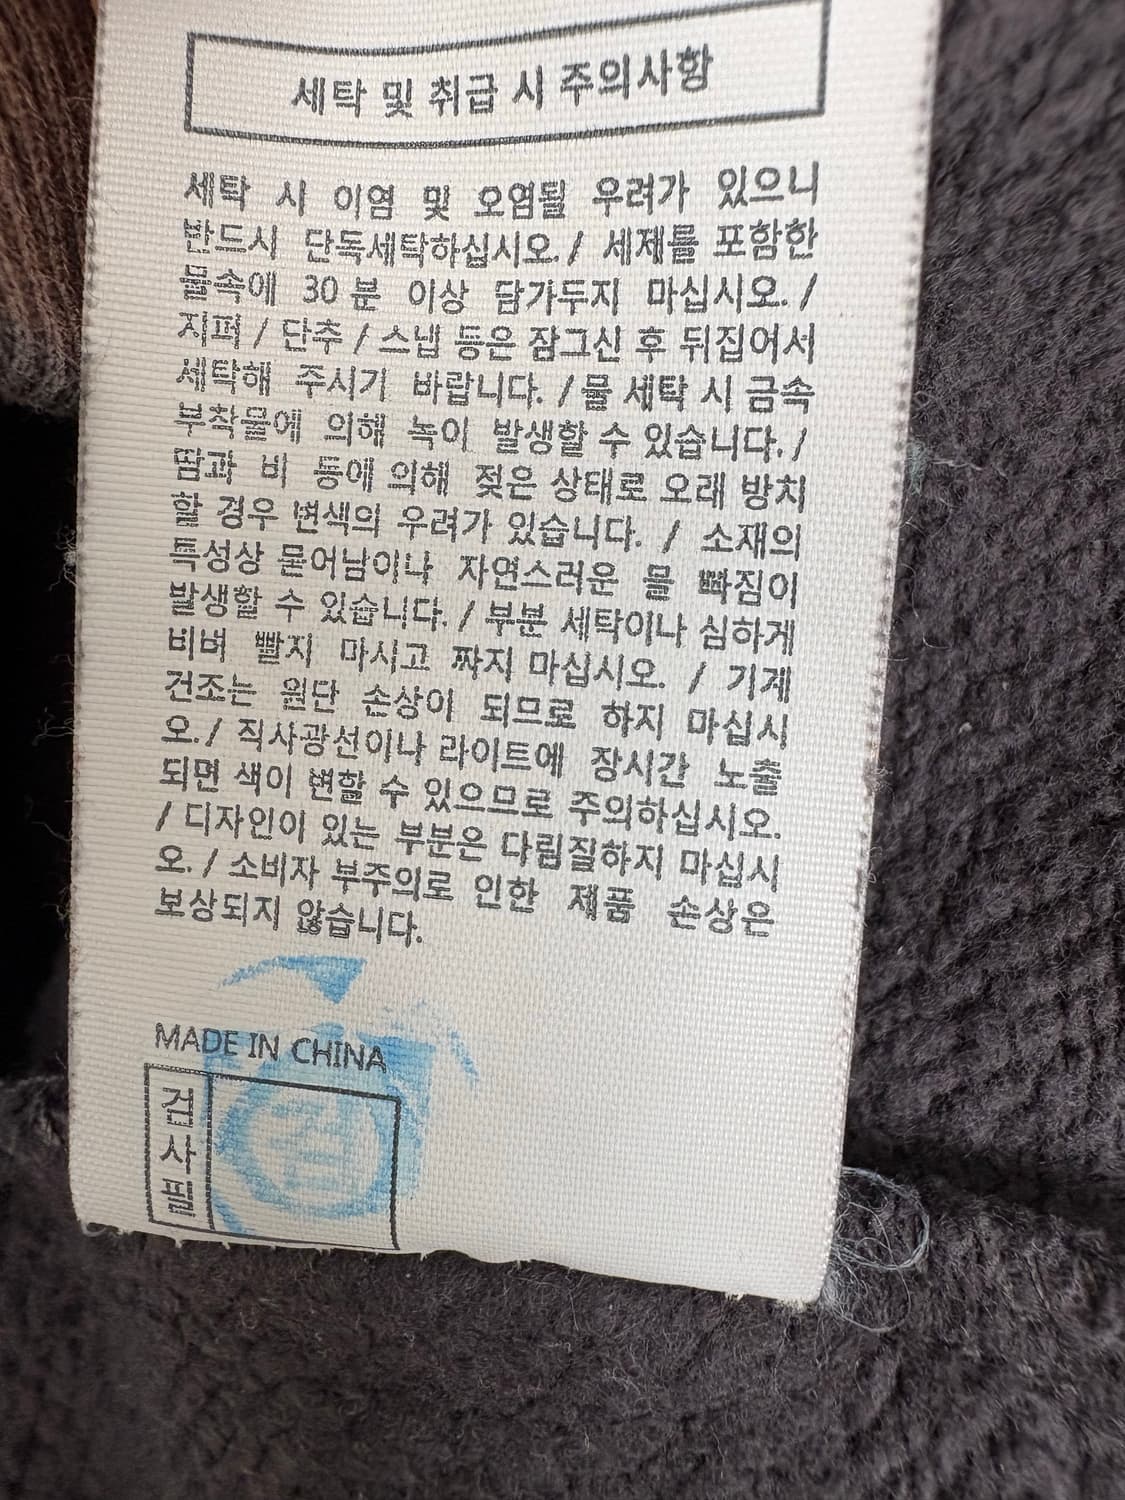 세탁 및 취급 시 주의사항
세탁 시 이염 및 오염될 우려가 있으니
반드시 단독세탁하십시오. / 세제를 포함한
물속에 30 분 이상 담가두지 마십시오. /
지퍼 / 단추 / 스냅 등은 잠그신 후 뒤집어서
세탁해 주시기 바랍니다. / 물 세탁 시 금속
부착물에 의해 녹이 발생할 수 있습니다. /
땀과 비 등에 의해 젖은 상태로 오래 방치
할 경우 변색의 우려가 있습니다. / 소재의
특성상 묻어남이나 자연스러운 물 빠짐이
발생할 수 있습니다. / 부분 세탁이나 심하게
비벼 빨지 마시고 짜지 마십시오. / 기계
건조는 원단 손상이 되므로 하지 마십시
오. / 직사광선이나 라이트에 장시간 노출
되면 색이 변할 수 있으므로 주의하십시오.
/ 디자인이 있는 부분은 다림질하지 마십시
오. / 소비자 부주의로 인한 제품 손상은
보상되지 않습니다.
MADE IN CHINA
검사필